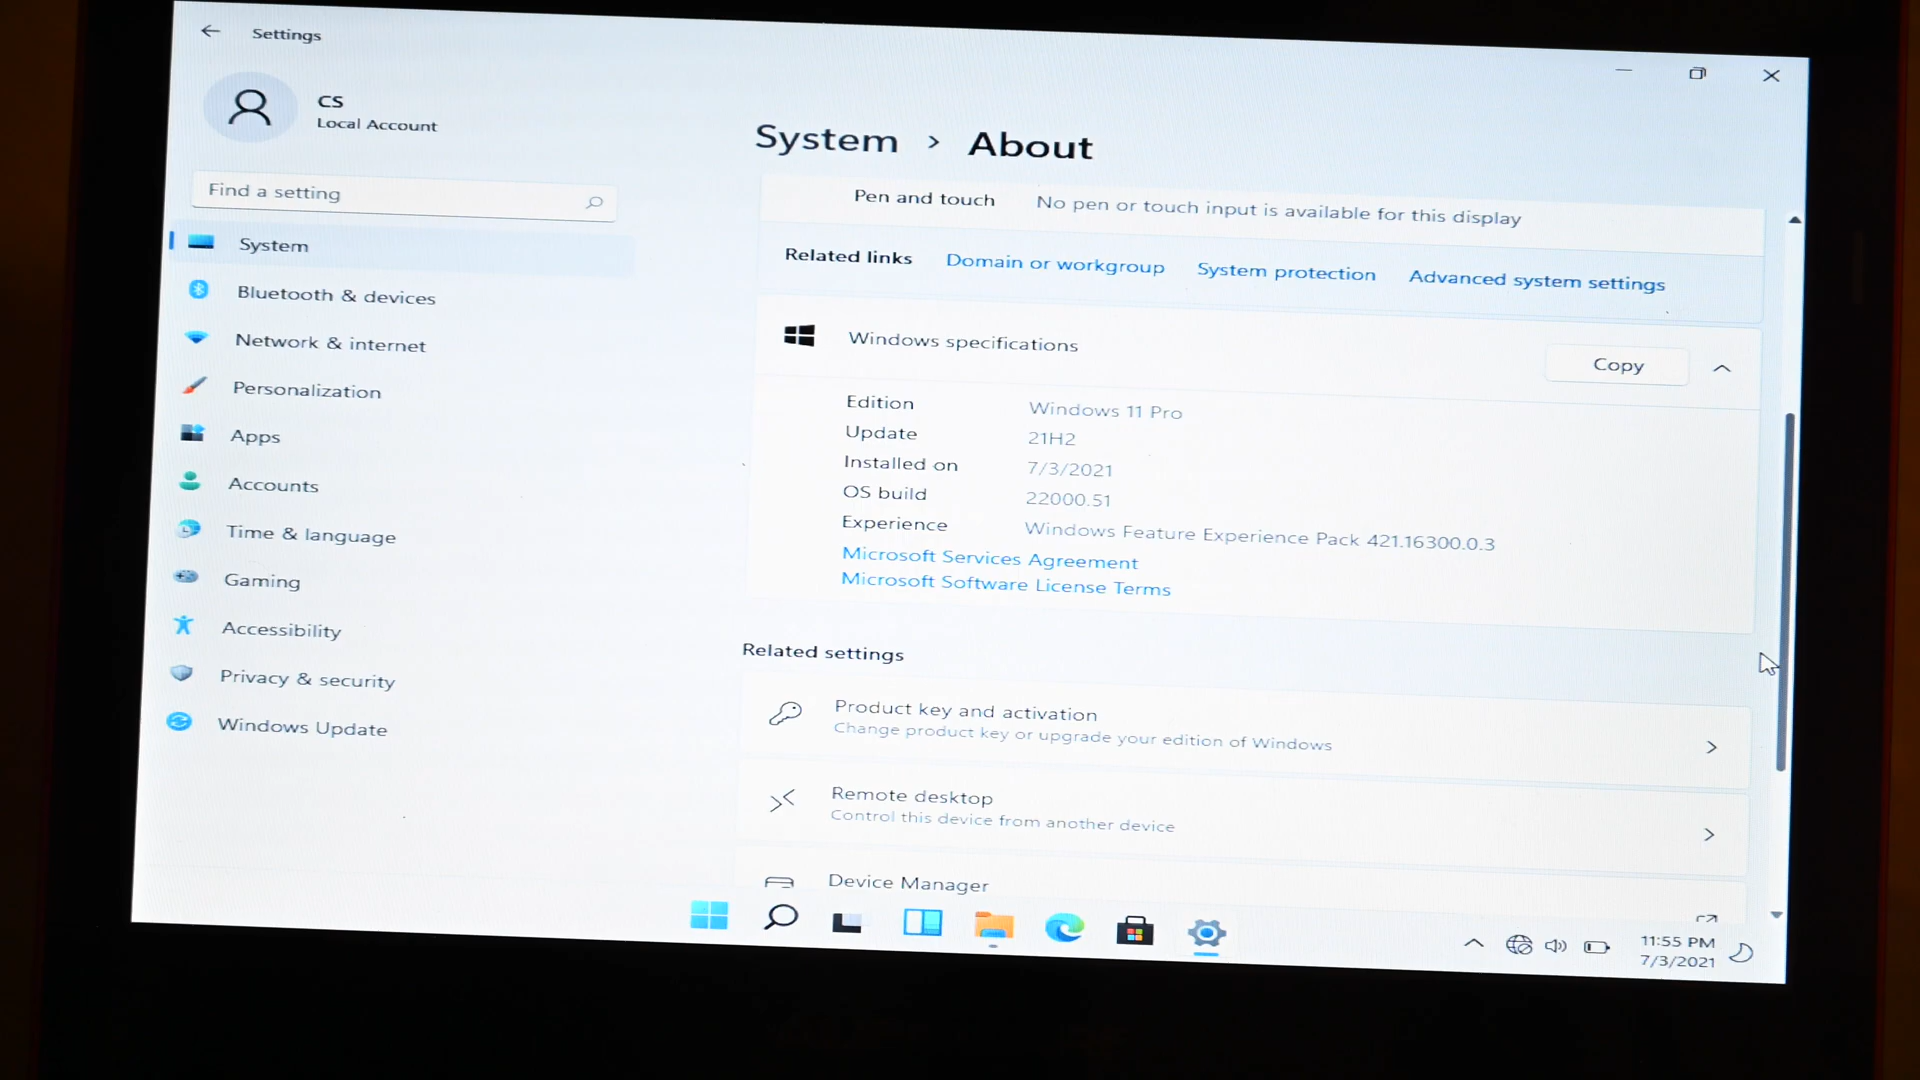 Settings
CS
Local Account
Find a setting
System
Bluetooth & devices
Network & internet
Personalization
Apps
Accounts
Time & language
Gaming
Accessibility
Privacy & security
Windows Update
System > About
Pen and touch No pen or touch input is available for this display
Related links Domain or workgroup System protection Advanced system settings
Windows specifications Copy
Edition Windows 11 Pro
Update 21H2
Installed on 7/3/2021
OS build 22000.51
Experience Windows Feature Experience Pack 421.16300.0.3
Microsoft Services Agreement
Microsoft Software License Terms
Related settings
Product key and activation
Change product key or upgrade your edition of Windows
Remote desktop
Control this device from another device
Device Manager
11:55 PM
7/3/2021